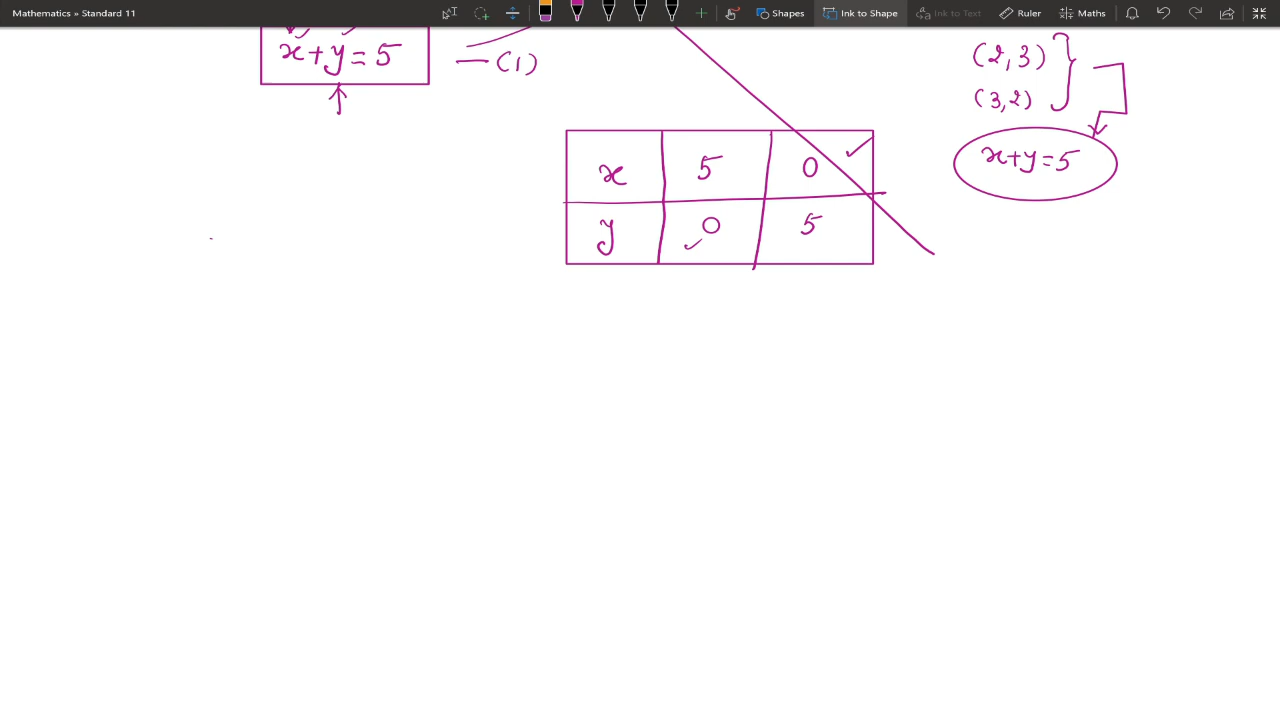 Mathematics » Standard 11
Shapes
Ink to Shape
Ink to Text
Ruler
Maths
x+y=5 —(1)
(2,3)
(3,2)
x+y=5
x 5 0
y 0 5